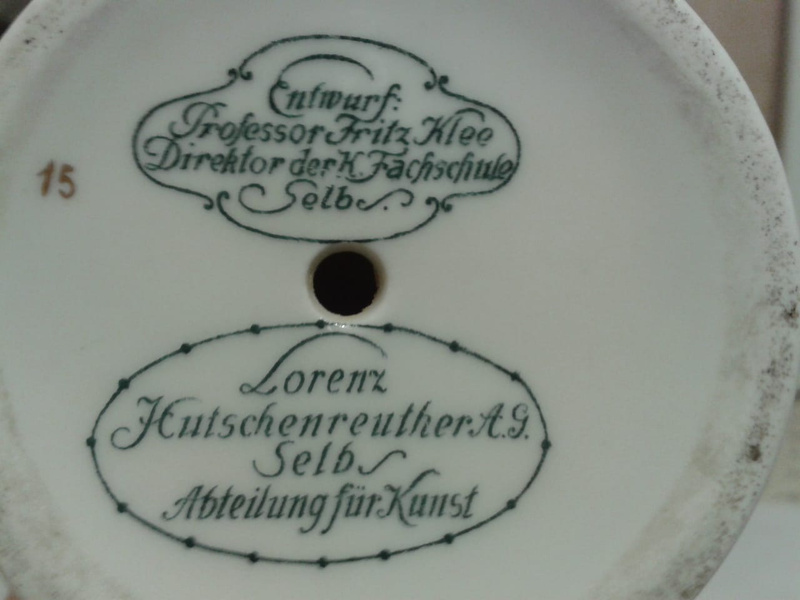 Entwurf:
Professor Fritz Klee
Direktor der K. Fachschule
Selb.
15
Lorenz
Hutschenreuther A.G.
Selb
Abteilung für Kunst